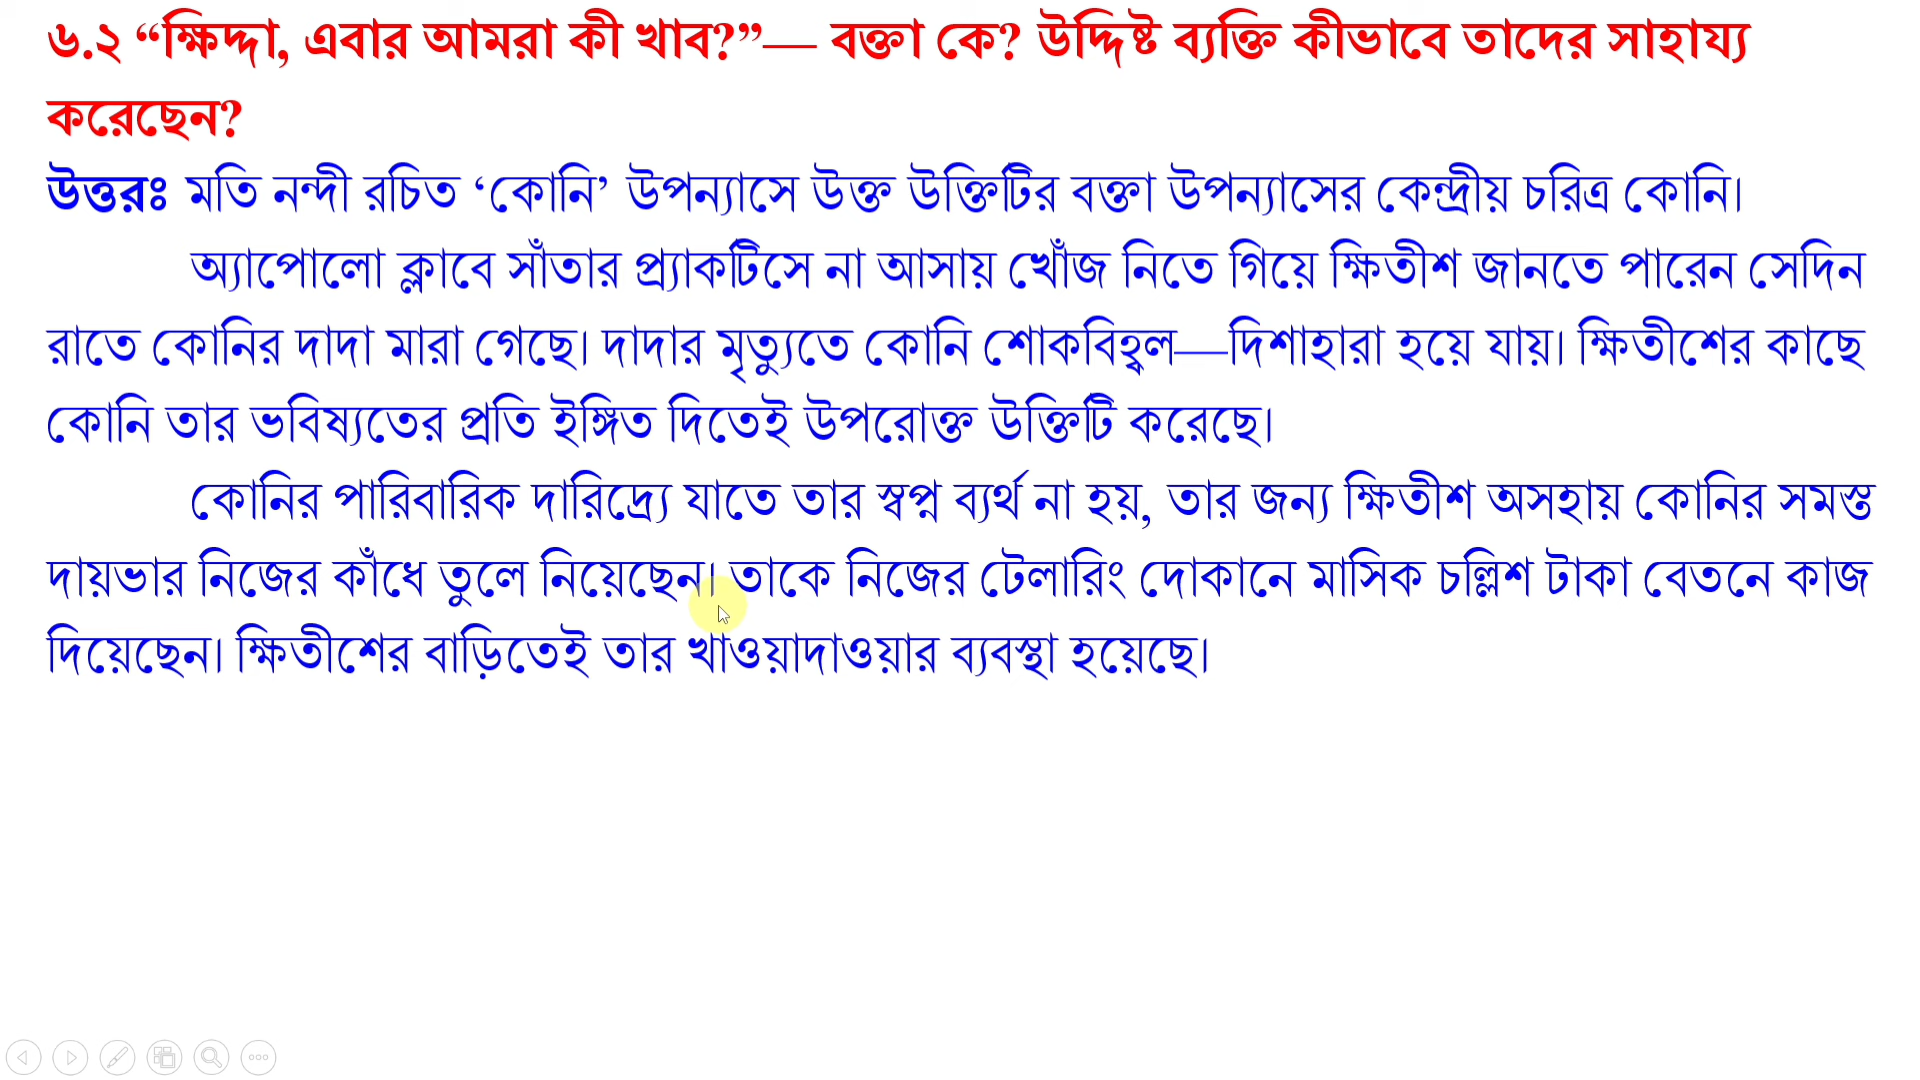 ৬.২ “ক্ষিদ্দা, এবার আমরা কী খাব?”— বক্তা কে? উদ্দিষ্ট ব্যক্তি কীভাবে তাদের সাহায্য
করেছেন?
উত্তরঃ মতি নন্দী রচিত ‘কোনি’ উপন্যাসে উক্ত উক্তিটির বক্তা উপন্যাসের কেন্দ্রীয় চরিত্র কোনি।
অ্যাপোলো ক্লাবে সাঁতার প্র্যাকটিসে না আসায় খোঁজ নিতে গিয়ে ক্ষিতীশ জানতে পারেন সেদিন
রাতে কোনির দাদা মারা গেছে। দাদার মৃত্যুতে কোনি শোকবিহ্বল—দিশাহারা হয়ে যায়। ক্ষিতীশের কাছে
কোনি তার ভবিষ্যতের প্রতি ইঙ্গিত দিতেই উপরোক্ত উক্তিটি করেছে।
কোনির পারিবারিক দারিদ্র্যে যাতে তার স্বপ্ন ব্যর্থ না হয়, তার জন্য ক্ষিতীশ অসহায় কোনির সমস্ত
দায়ভার নিজের কাঁধে তুলে নিয়েছেন। তাকে নিজের টেলারিং দোকানে মাসিক চল্লিশ টাকা বেতনে কাজ
দিয়েছেন। ক্ষিতীশের বাড়িতেই তার খাওয়াদাওয়ার ব্যবস্থা হয়েছে।